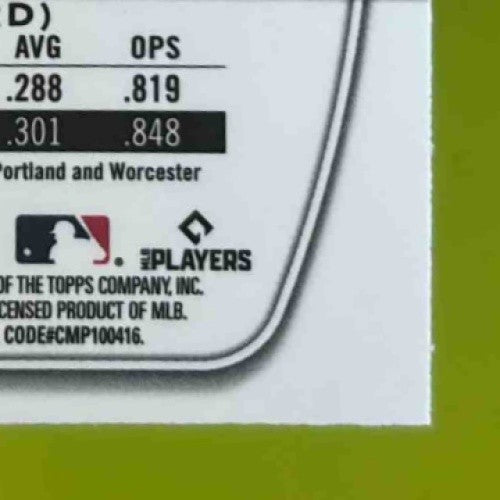 D)
AVG OPS
.288 .819
.301 .848
Portland and Worcester
MLB PLAYERS
OF THE TOPPS COMPANY, INC.
CENSED PRODUCT OF MLB.
CODE#CMP100416.